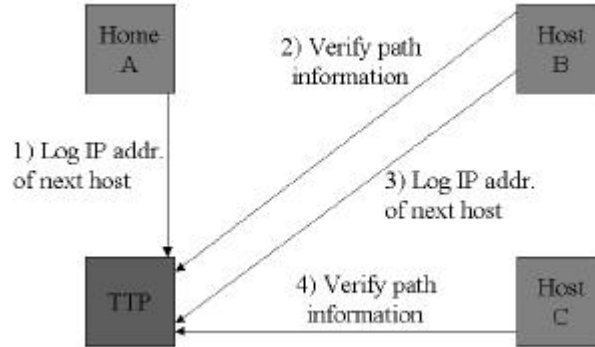 Home
A
2) Verify path
information
Host
B
1) Log IP addr.
of next host
3) Log IP addr.
of next host
TTP
4) Verify path
information
Host
C